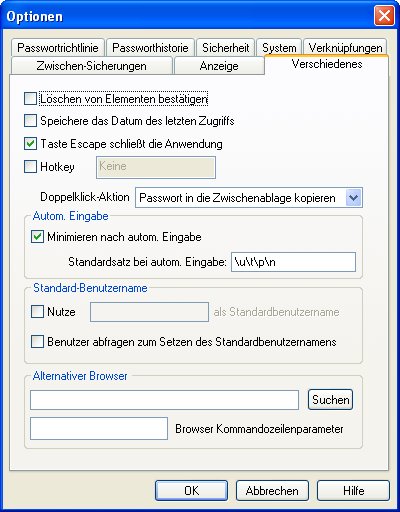 Optionen
Passwortrichtlinie Passworthistorie Sicherheit System Verknüpfungen
Zwischen-Sicherungen Anzeige Verschiedenes
Löschen von Elementen bestätigen
Speichere das Datum des letzten Zugriffs
Taste Escape schließt die Anwendung
Hotkey Keine
Doppelklick-Aktion Passwort in die Zwischenablage kopieren
Autom. Eingabe
Minimieren nach autom. Eingabe
Standardsatz bei autom. Eingabe: \u\t\p\n
Standard-Benutzername
Nutze als Standardbenutzername
Benutzer abfragen zum Setzen des Standardbenutzernamens
Alternativer Browser
Suchen
Browser Kommandozeilenparameter
OK Abbrechen Hilfe